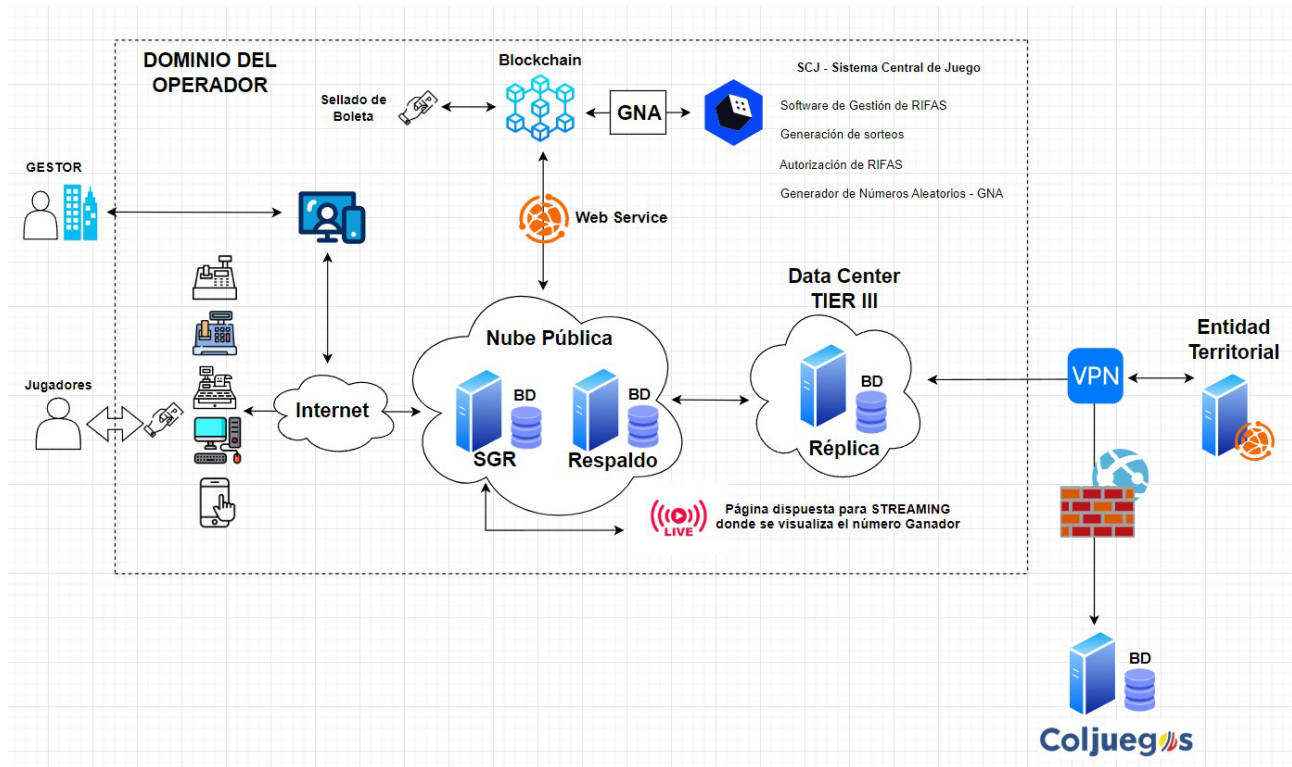 DOMINIO DEL
OPERADOR
Blockchain
SCJ - Sistema Central de Juego
Sellado de
Boleta
GNA
Software de Gestión de RIFAS
Generación de sorteos
Autorización de RIFAS
Generador de Números Aleatorios - GNA
GESTOR
Web Service
Data Center
TIER III
Nube Pública
Entidad
Territorial
Jugadores
Internet
BD
SGR
BD
Respaldo
BD
Réplica
VPN
LIVE
Página dispuesta para STREAMING
donde se visualiza el número Ganador
BD
Coljuegos